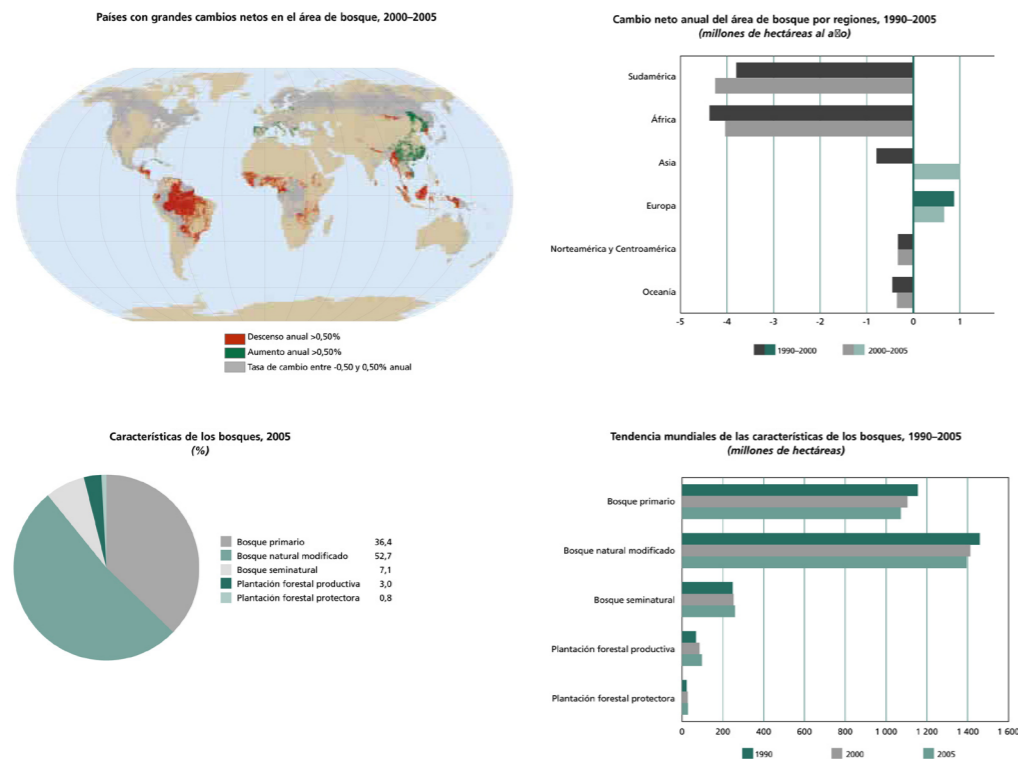 Países con grandes cambios netos en el área de bosque, 2000–2005
Descenso anual >0,50%
Aumento anual >0,50%
Tasa de cambio entre -0,50 y 0,50% anual
Cambio neto anual del área de bosque por regiones, 1990–2005
(millones de hectáreas al a�o)
Sudamérica
África
Asia
Europa
Norteamérica y Centroamérica
Oceanía
-5 -4 -3 -2 -1 0 1
1990–2000 2000–2005
Características de los bosques, 2005
(%)
Bosque primario 36,4
Bosque natural modificado 52,7
Bosque seminatural 7,1
Plantación forestal productiva 3,0
Plantación forestal protectora 0,8
Tendencia mundiales de las características de los bosques, 1990–2005
(millones de hectáreas)
Bosque primario
Bosque natural modificado
Bosque seminatural
Plantación forestal productiva
Plantación forestal protectora
0 200 400 600 800 1 000 1 200 1 400 1 600
1990 2000 2005